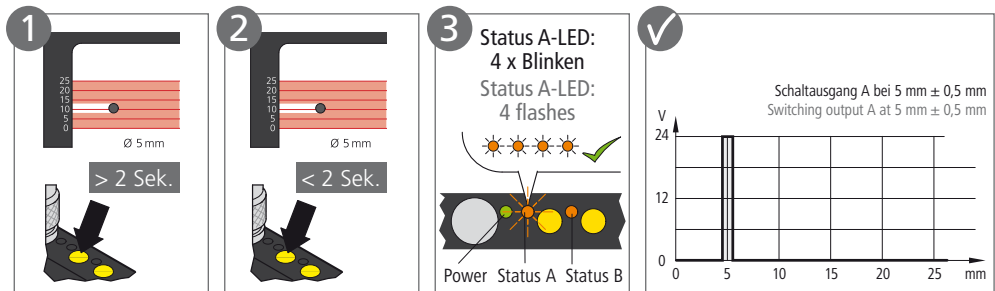 1
25
20
15
10
5
0
Ø 5 mm
> 2 Sek.
2
25
20
15
10
5
0
Ø 5 mm
< 2 Sek.
3
Status A-LED:
4 x Blinken
Status A-LED:
4 flashes
Power Status A Status B
Schaltausgang A bei 5 mm ± 0,5 mm
Switching output A at 5 mm ± 0,5 mm
V
24
12
0
0 5 10 15 20 25 mm